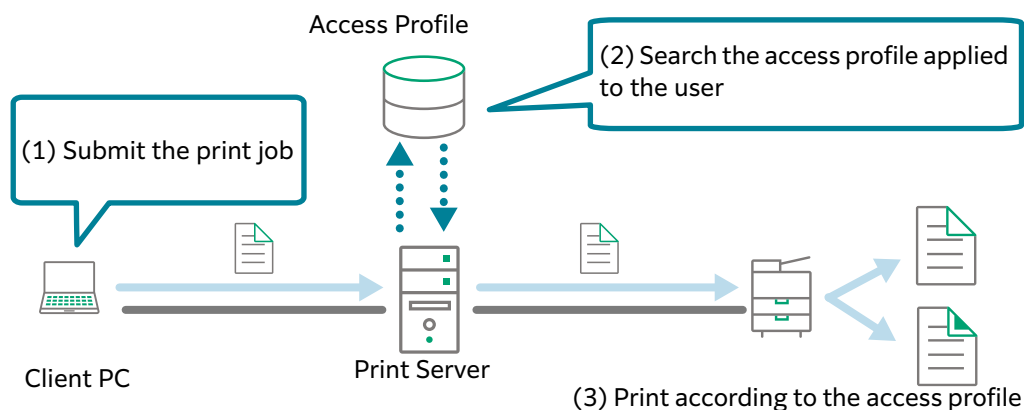 Access Profile
(2) Search the access profile applied
to the user
(1) Submit the print job
Client PC
Print Server
(3) Print according to the access profile